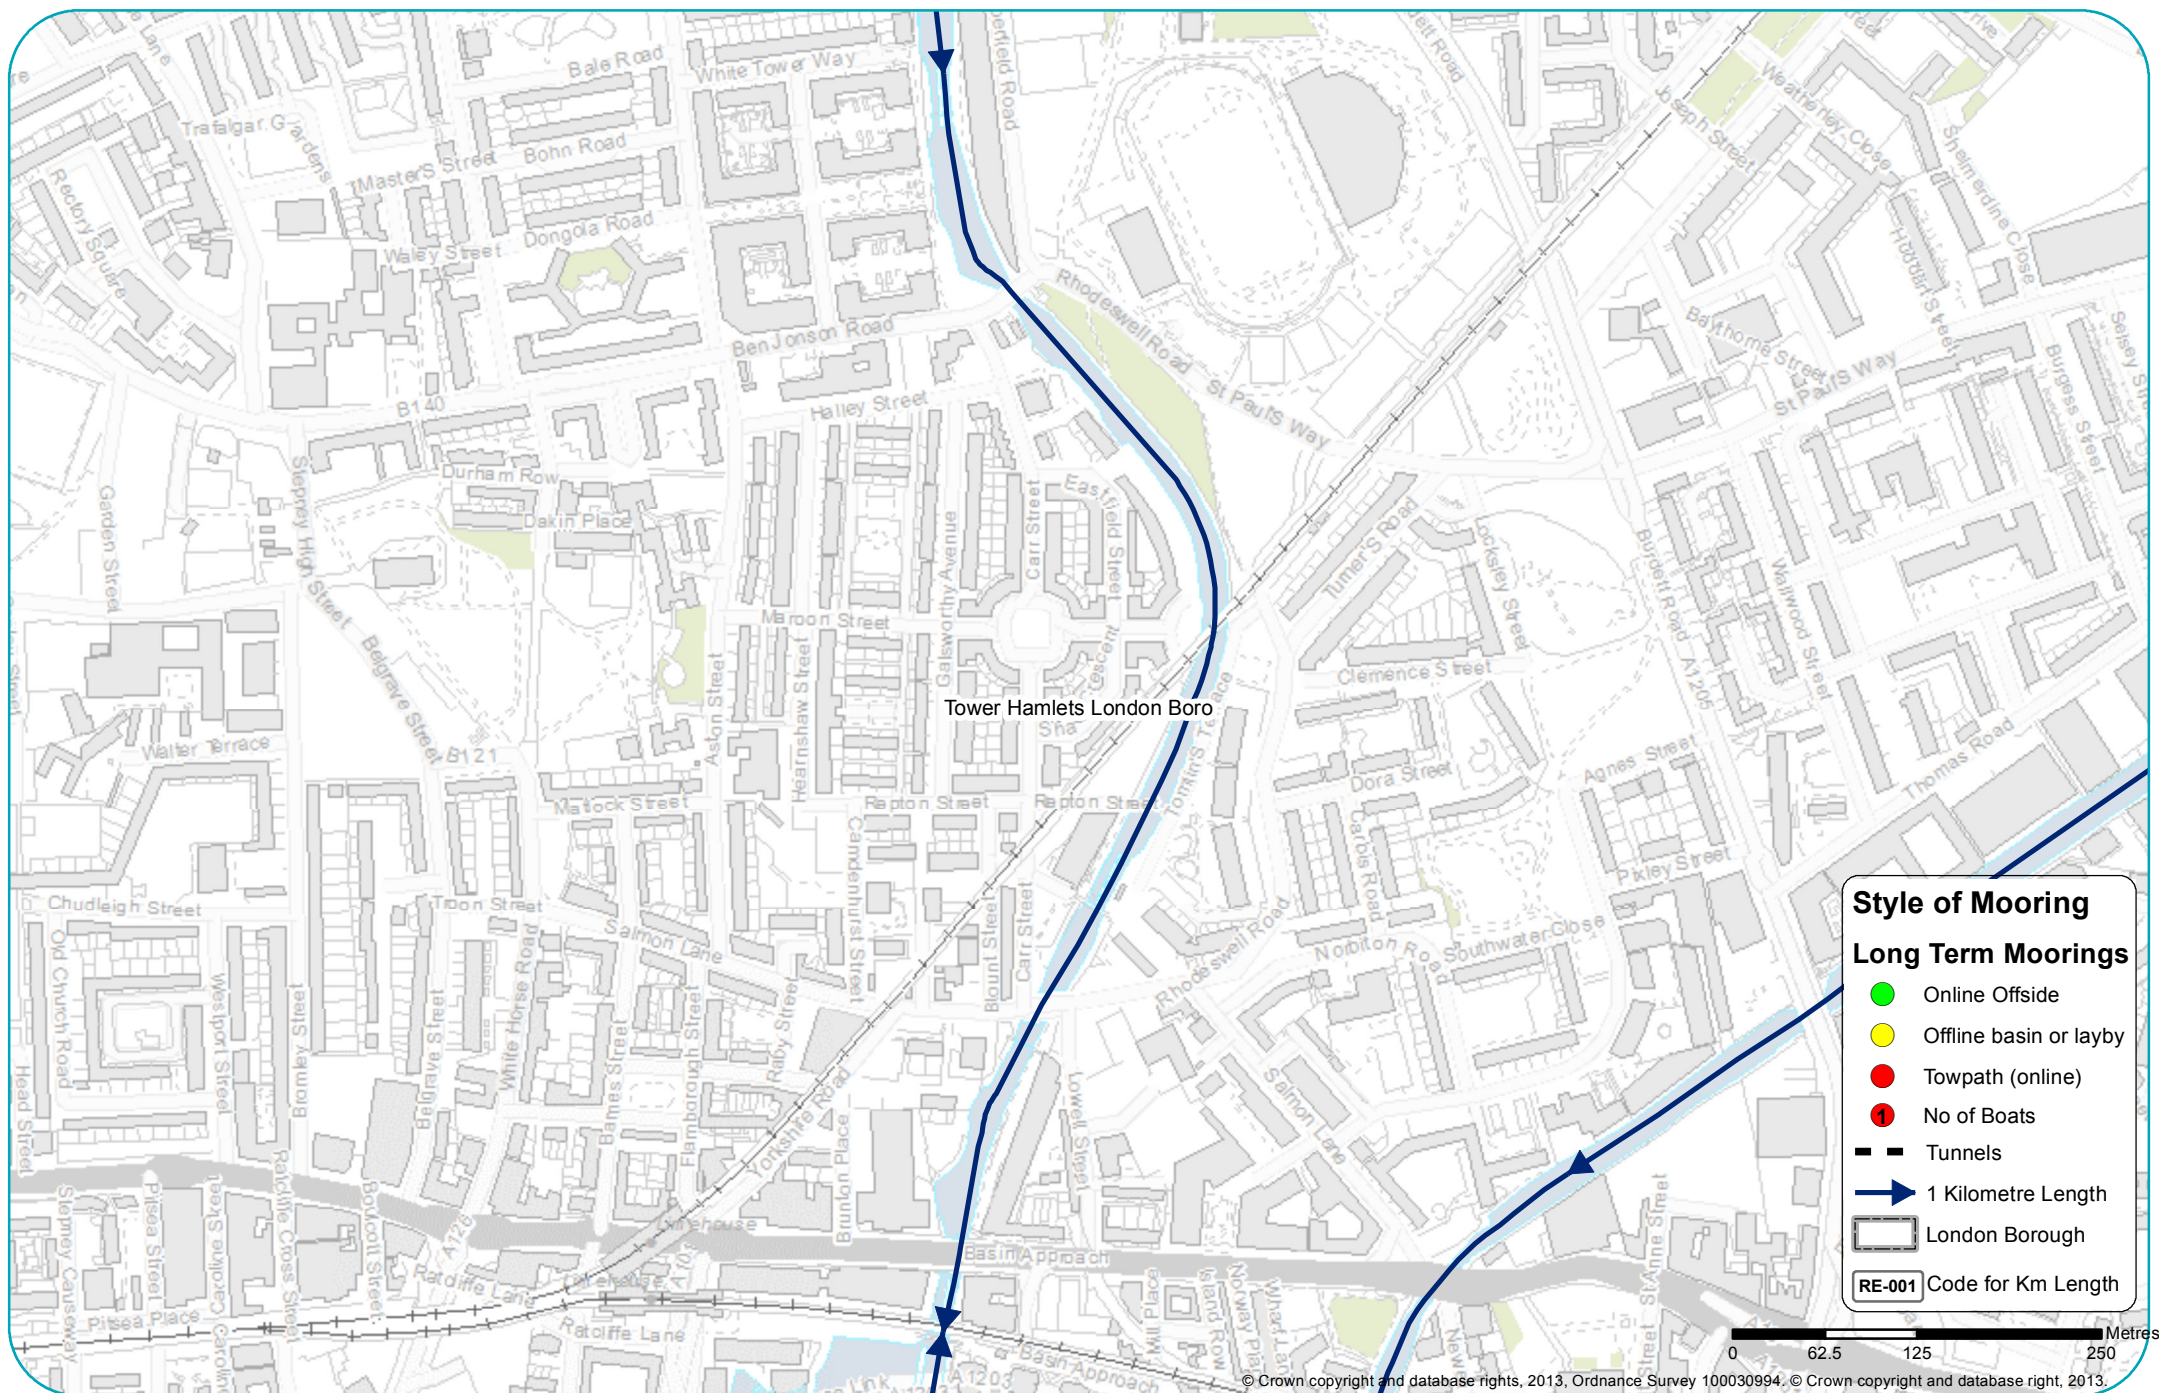 Bale Road
White Tower Way
Trafalgar Gardens
Master'S Street
Bohn Road
Rectory Square
Waley Street
Dongola Road
Ben Jonson Road
Rhodeswell Road
St Paul'S Way
Joseph Street
Weatherley Close
Shelmerdine Close
Baythorne Street
St Paul'S Way
Burgess Street
B140
Halley Street
Durham Row
Dakin Place
Garden Street
Stepney High Street
Belgrave Street
B121
Galsworthy Avenue
Carr Street
Eastfield Street
Maroon Street
Hearnshaw Street
Aston Street
Turner'S Road
Locksley Street
Clemence Street
Burdett Road
A1205
Wallwood Street
Tower Hamlets London Boro
Walter Terrace
Matlock Street
Repton Street
Repton Street
Dora Street
Agnes Street
Thomas Road
Carbis Road
Pixley Street
Chudleigh Street
Troon Street
Salmon Lane
Camdenhurst Street
Blount Street
Carr Street
Rhodeswell Road
Norbiton Road
Southwater Close
Old Church Road
Westport Street
Bromley Street
Belgrave Street
White Horse Road
Barnes Street
Flamborough Street
Raby Street
Yorkshire Road
Brunton Place
Lowell Street
Salmon Lane
Head Street
Stepney Causeway
Pitsea Street
Caroline Street
Ratcliffe Cross Street
Boulcott Street
A126
Limehouse
Limehouse
Basin Approach
Ratcliffe Lane
Ratcliffe Lane
Pitsea Place
Mill Place
Island Row
Norway Place
St Anne Street
Basin Approach
Link
A1203
Style of Mooring
Long Term Moorings
Online Offside
Offline basin or layby
Towpath (online)
1 No of Boats
Tunnels
1 Kilometre Length
London Borough
RE-001 Code for Km Length
Metres
0 62.5 125 250
© Crown copyright and database rights, 2013, Ordnance Survey 100030994. © Crown copyright and database right, 2013.